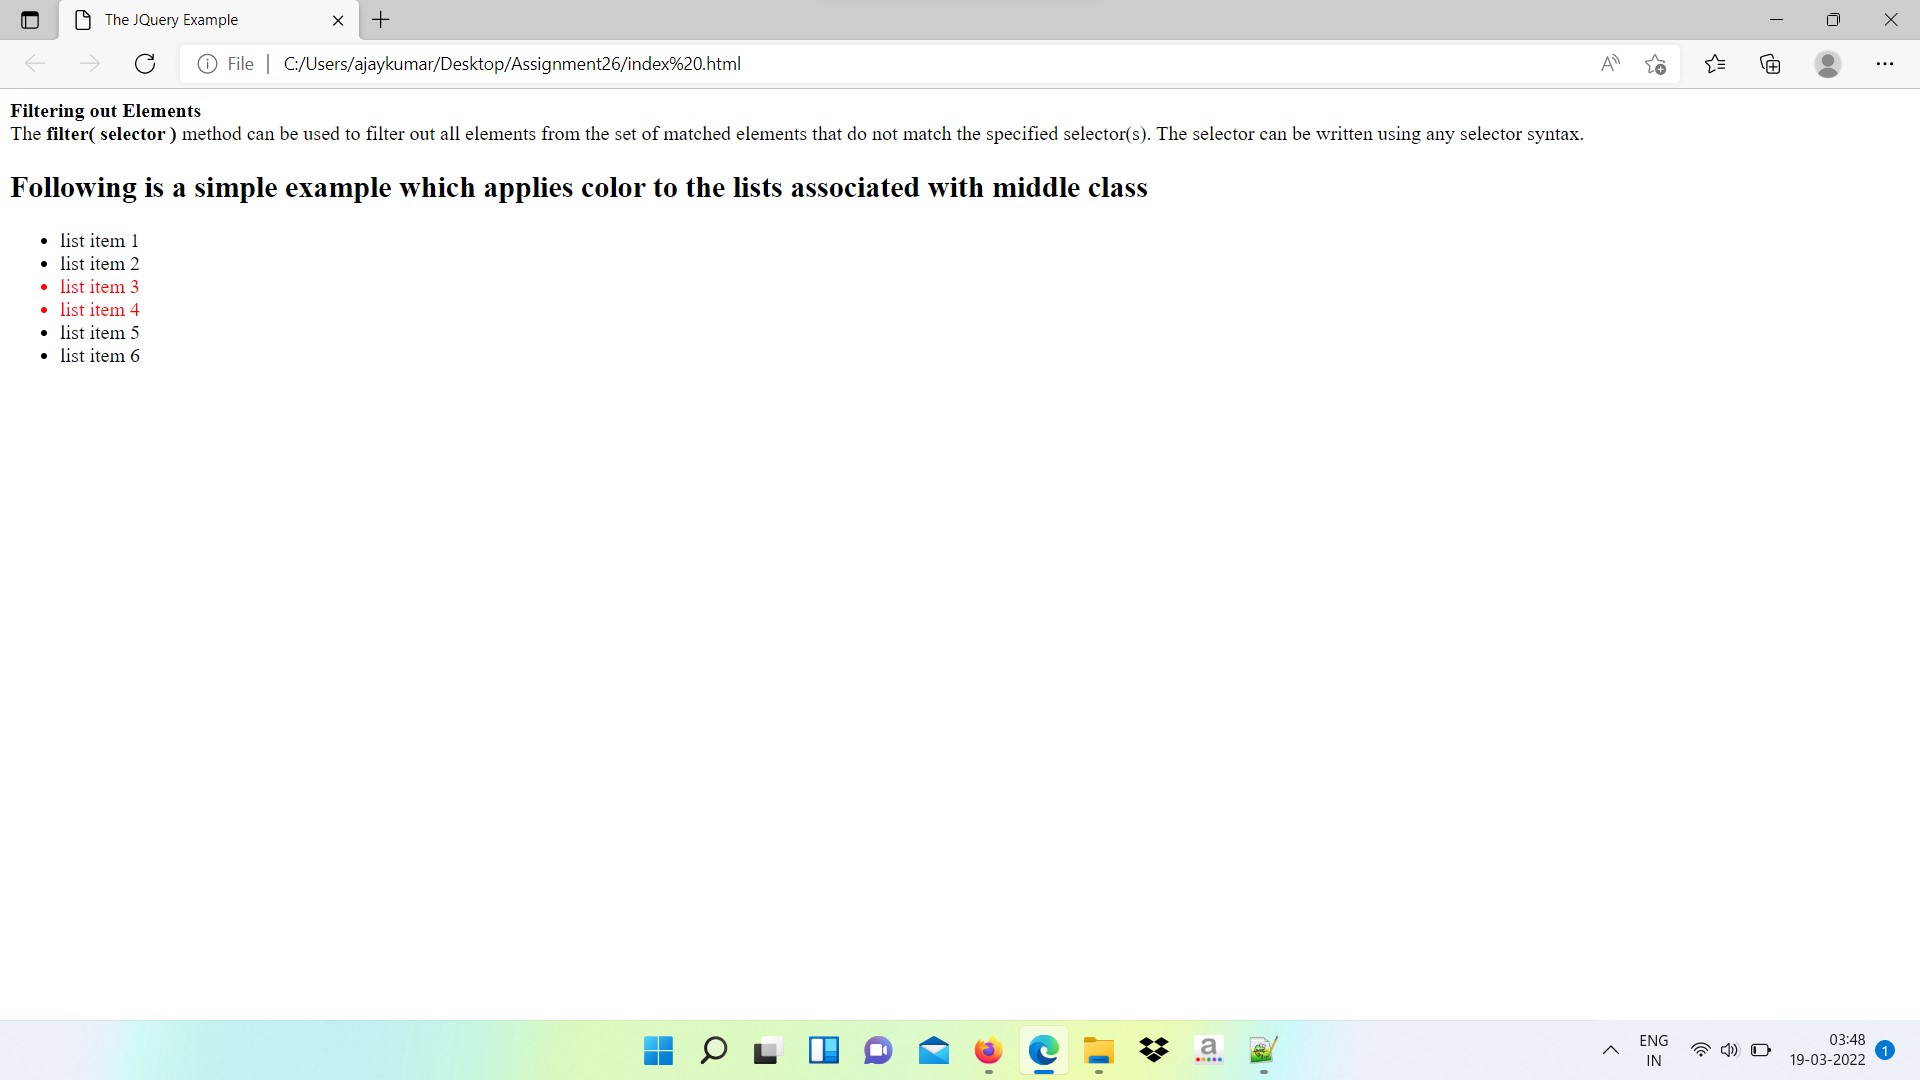 The JQuery Example
File | C:/Users/ajaykumar/Desktop/Assignment26/index%20.html
Filtering out Elements
The filter( selector ) method can be used to filter out all elements from the set of matched elements that do not match the specified selector(s). The selector can be written using any selector syntax.
Following is a simple example which applies color to the lists associated with middle class
• list item 1
• list item 2
• list item 3
• list item 4
• list item 5
• list item 6
a
ENG
IN
03:48
19-03-2022
1